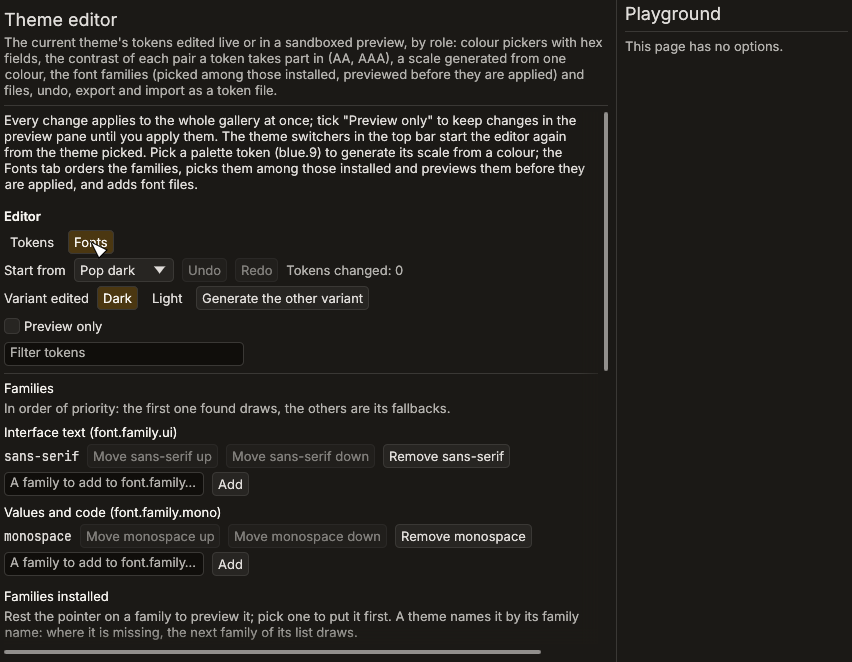 Theme editor
The current theme's tokens edited live or in a sandboxed preview, by role: colour pickers with hex
fields, the contrast of each pair a token takes part in (AA, AAA), a scale generated from one
colour, the font families (picked among those installed, previewed before they are applied) and
files, undo, export and import as a token file.
Every change applies to the whole gallery at once; tick "Preview only" to keep changes in the
preview pane until you apply them. The theme switchers in the top bar start the editor again
from the theme picked. Pick a palette token (blue.9) to generate its scale from a colour; the
Fonts tab orders the families, picks them among those installed and previews them before they
are applied, and adds font files.
Editor
Tokens Fonts
Start from Pop dark Undo Redo Tokens changed: 0
Variant edited Dark Light Generate the other variant
Preview only
Filter tokens
Families
In order of priority: the first one found draws, the others are its fallbacks.
Interface text (font.family.ui)
sans-serif Move sans-serif up Move sans-serif down Remove sans-serif
A family to add to font.family... Add
Values and code (font.family.mono)
monospace Move monospace up Move monospace down Remove monospace
A family to add to font.family... Add
Families installed
Rest the pointer on a family to preview it; pick one to put it first. A theme names it by its family
name: where it is missing, the next family of its list draws.
Playground
This page has no options.